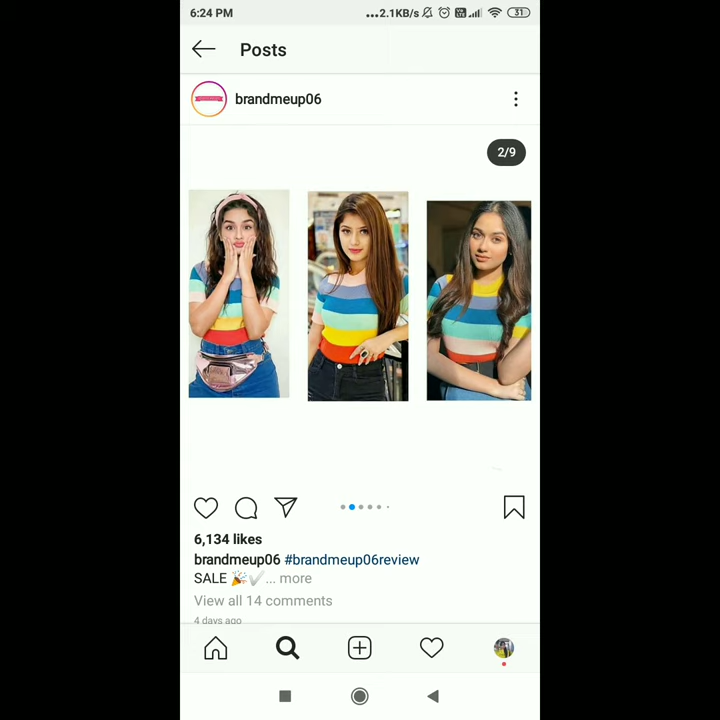 6:24 PM
...2.1KB/s
31
Posts
brandmeup06
2/9
6,134 likes
brandmeup06 #brandmeup06review
SALE 🎉✔️... more
View all 14 comments
4 days ago